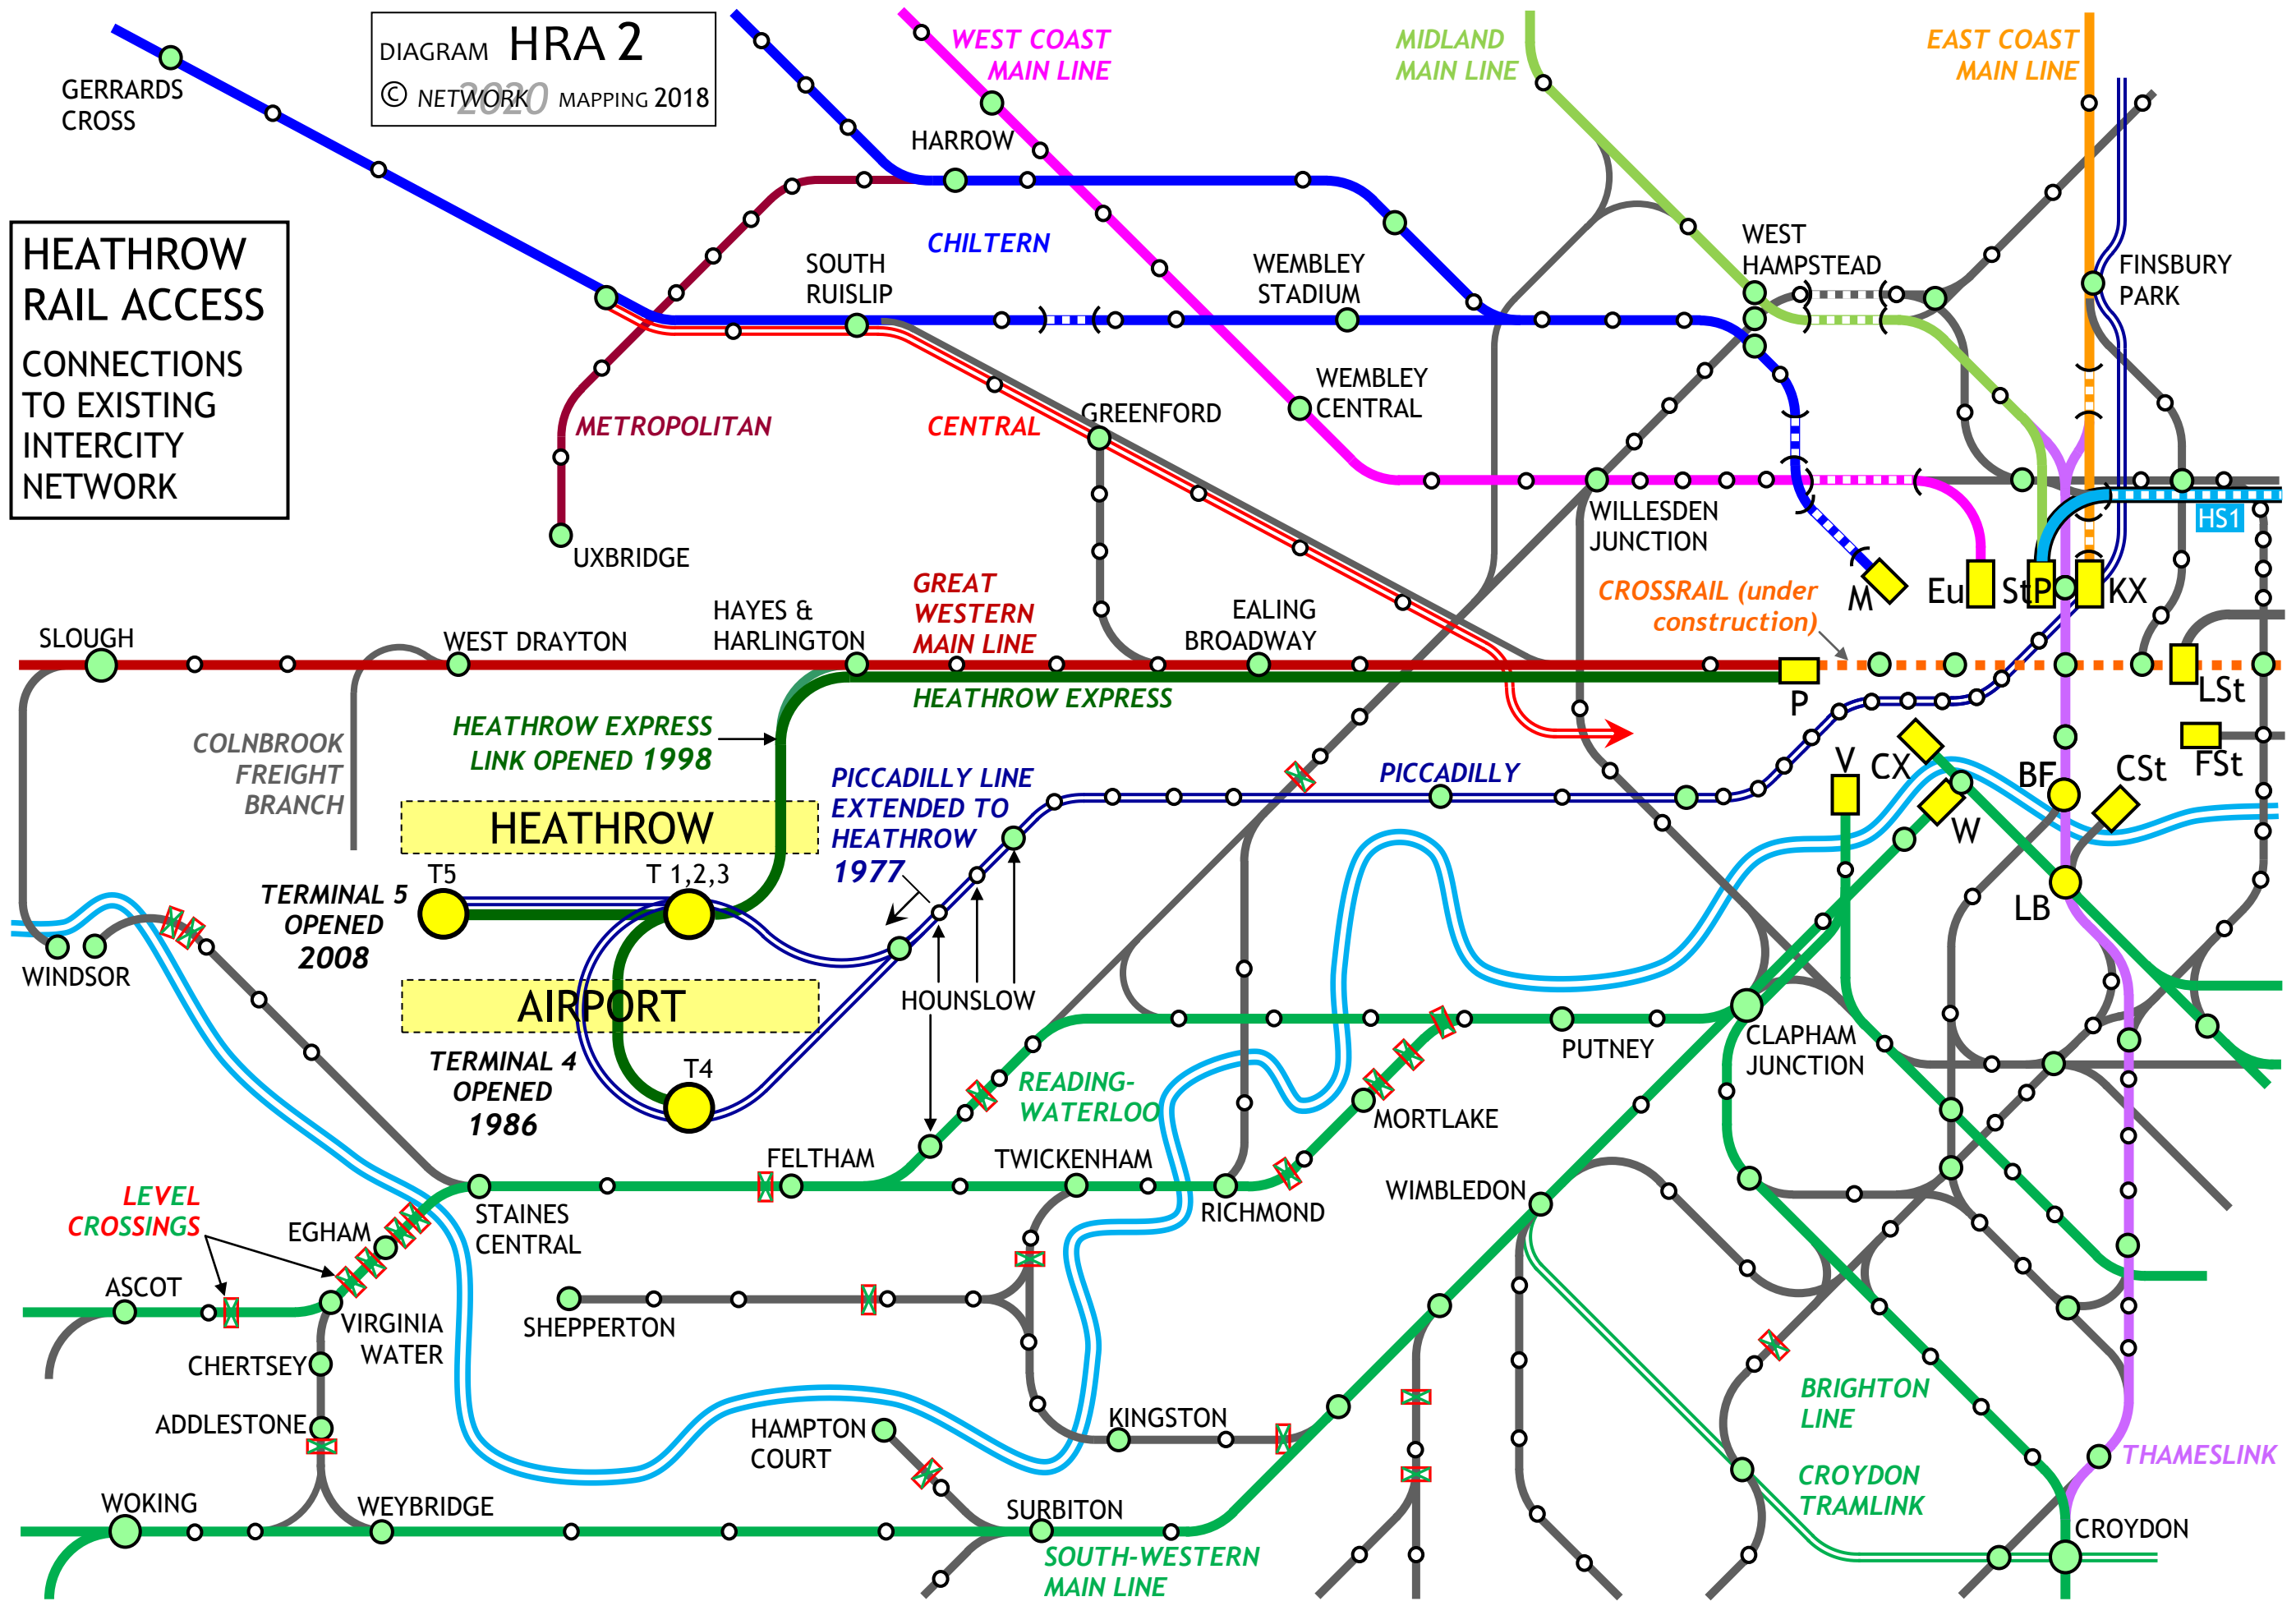 DIAGRAM HRA 2
© NETWORK 2020 MAPPING 2018
HEATHROW
RAIL ACCESS
CONNECTIONS
TO EXISTING
INTERCITY
NETWORK
GERRARDS
CROSS
WEST COAST
MAIN LINE
MIDLAND
MAIN LINE
EAST COAST
MAIN LINE
HARROW
CHILTERN
SOUTH
RUISLIP
WEMBLEY
STADIUM
WEST
HAMPSTEAD
FINSBURY
PARK
METROPOLITAN
CENTRAL
GREENFORD
WEMBLEY
CENTRAL
UXBRIDGE
WILLESDEN
JUNCTION
HS1
M
Eu
StP
KX
CROSSRAIL (under
construction)
SLOUGH
WEST DRAYTON
HAYES &
HARLINGTON
GREAT
WESTERN
MAIN LINE
EALING
BROADWAY
HEATHROW EXPRESS
P
LSt
FSt
COLNBROOK
FREIGHT
BRANCH
HEATHROW EXPRESS
LINK OPENED 1998
PICCADILLY LINE
EXTENDED TO
HEATHROW
1977
PICCADILLY
V
CX
W
BF
CSt
LB
HEATHROW
T5
T 1,2,3
TERMINAL 5
OPENED
2008
AIRPORT
TERMINAL 4
OPENED
1986
T4
WINDSOR
HOUNSLOW
READING-
WATERLOO
PUTNEY
CLAPHAM
JUNCTION
MORTLAKE
FELTHAM
TWICKENHAM
RICHMOND
WIMBLEDON
LEVEL
CROSSINGS
EGHAM
STAINES
CENTRAL
ASCOT
VIRGINIA
WATER
SHEPPERTON
CHERTSEY
ADDLESTONE
HAMPTON
COURT
KINGSTON
BRIGHTON
LINE
CROYDON
TRAMLINK
THAMESLINK
WOKING
WEYBRIDGE
SURBITON
SOUTH-WESTERN
MAIN LINE
CROYDON